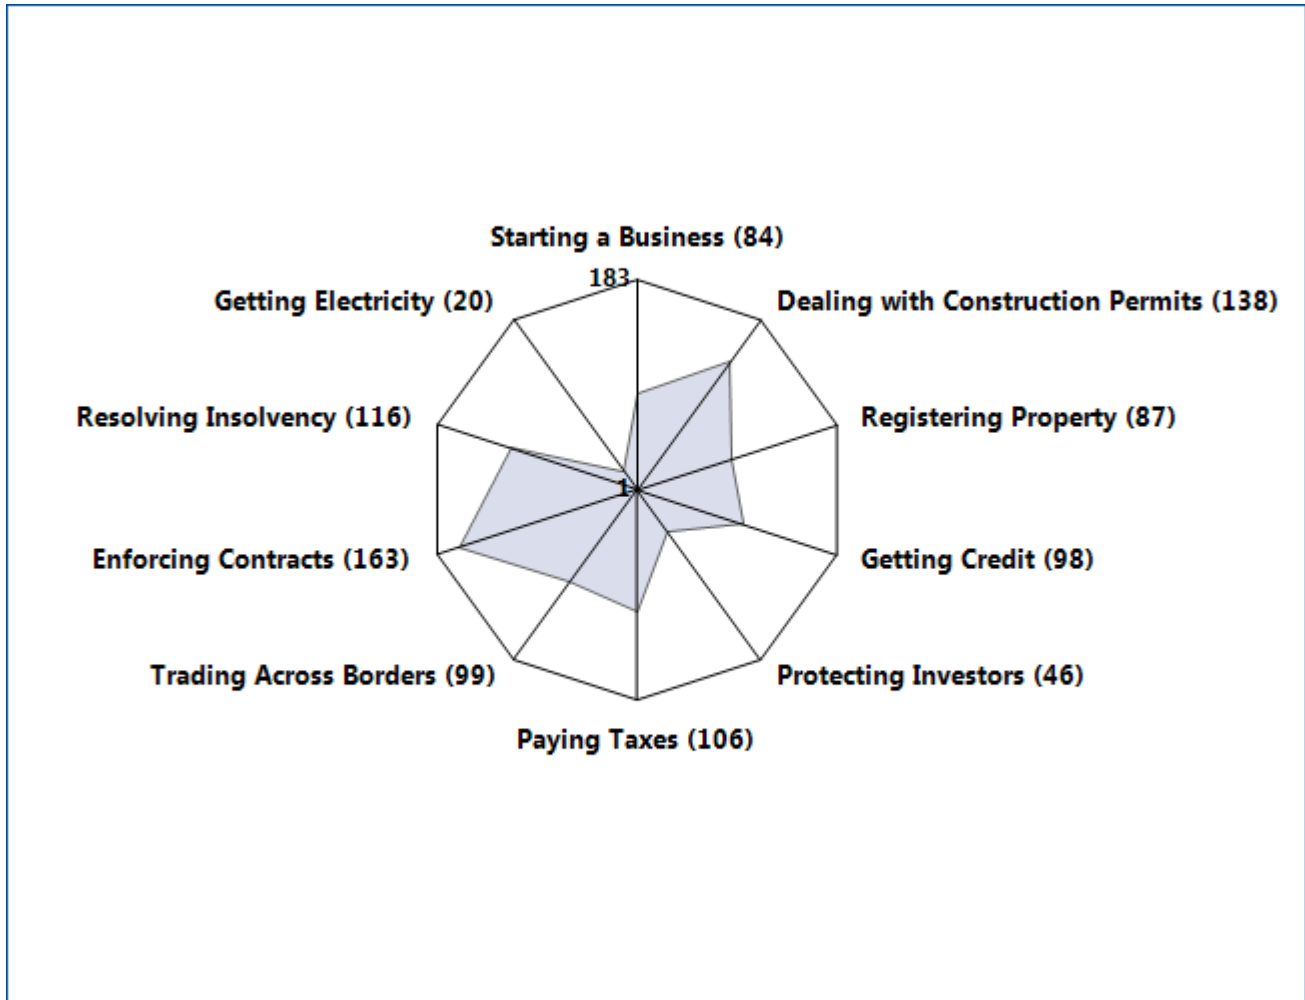 Starting a Business (84)
183
Getting Electricity (20)
Dealing with Construction Permits (138)
Resolving Insolvency (116)
Registering Property (87)
1
Enforcing Contracts (163)
Getting Credit (98)
Trading Across Borders (99)
Protecting Investors (46)
Paying Taxes (106)